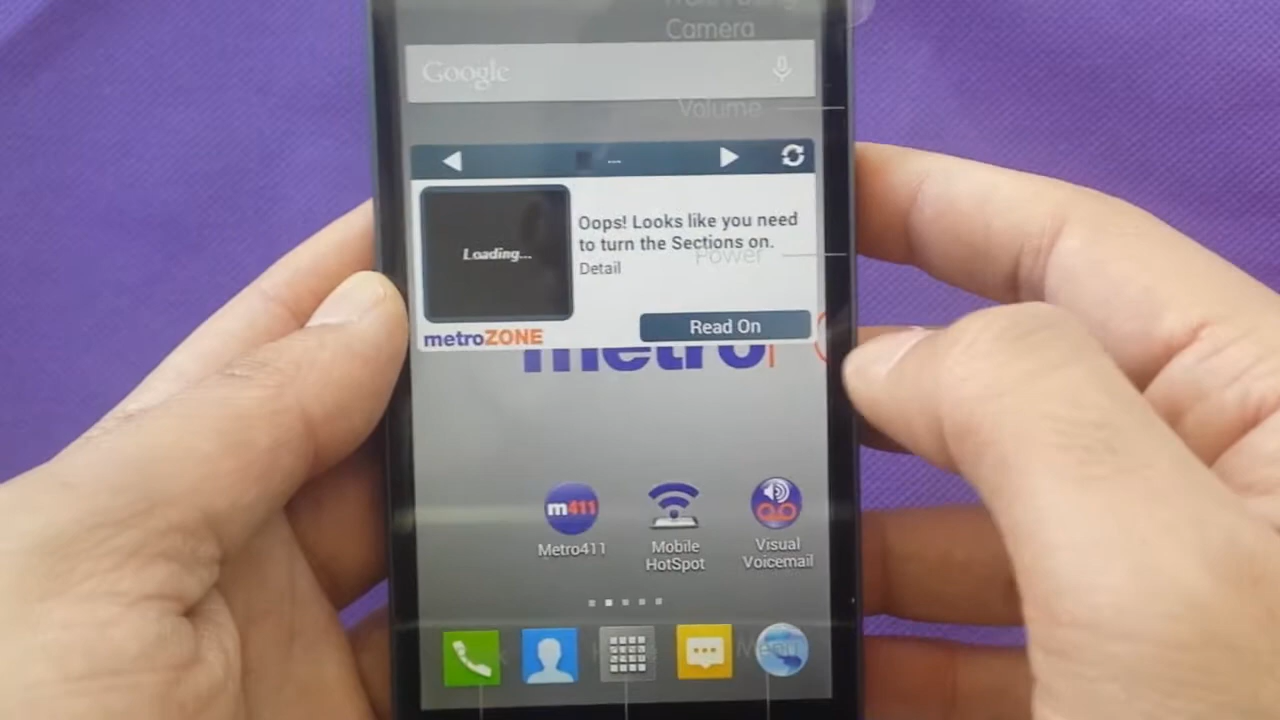 Camera
Google
Volume
...
Loading...
Oops! Looks like you need
to turn the Sections on.
Detail
Power
Read On
metroZONE
metro
m411
Metro411
Mobile
HotSpot
Visual
Voicemail
Menu